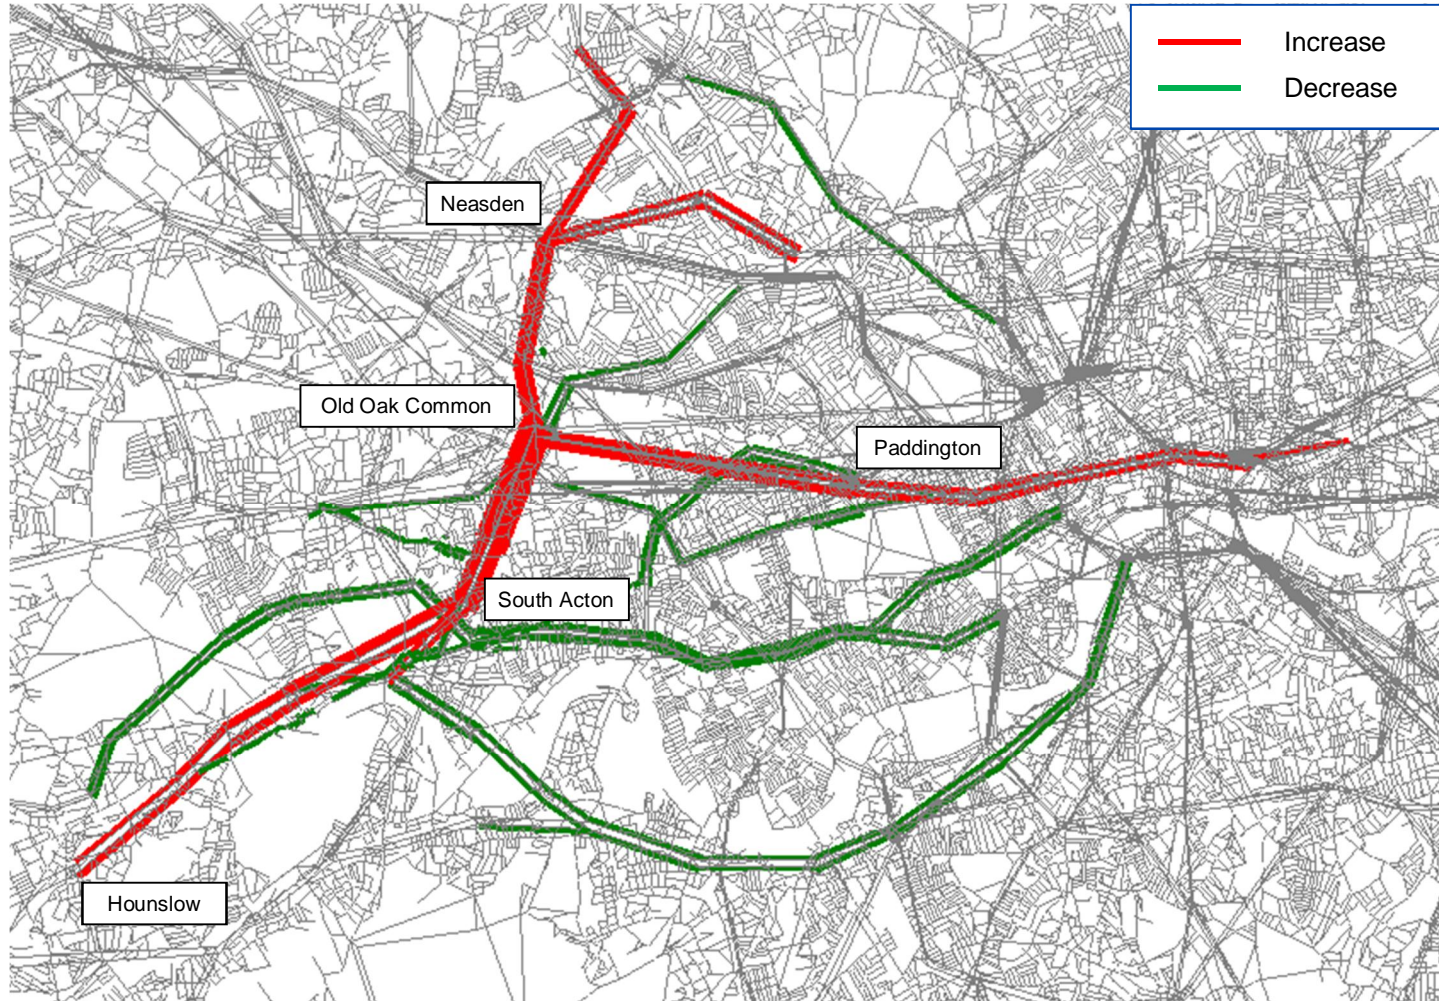 Increase
Decrease
Neasden
Old Oak Common
Paddington
South Acton
Hounslow